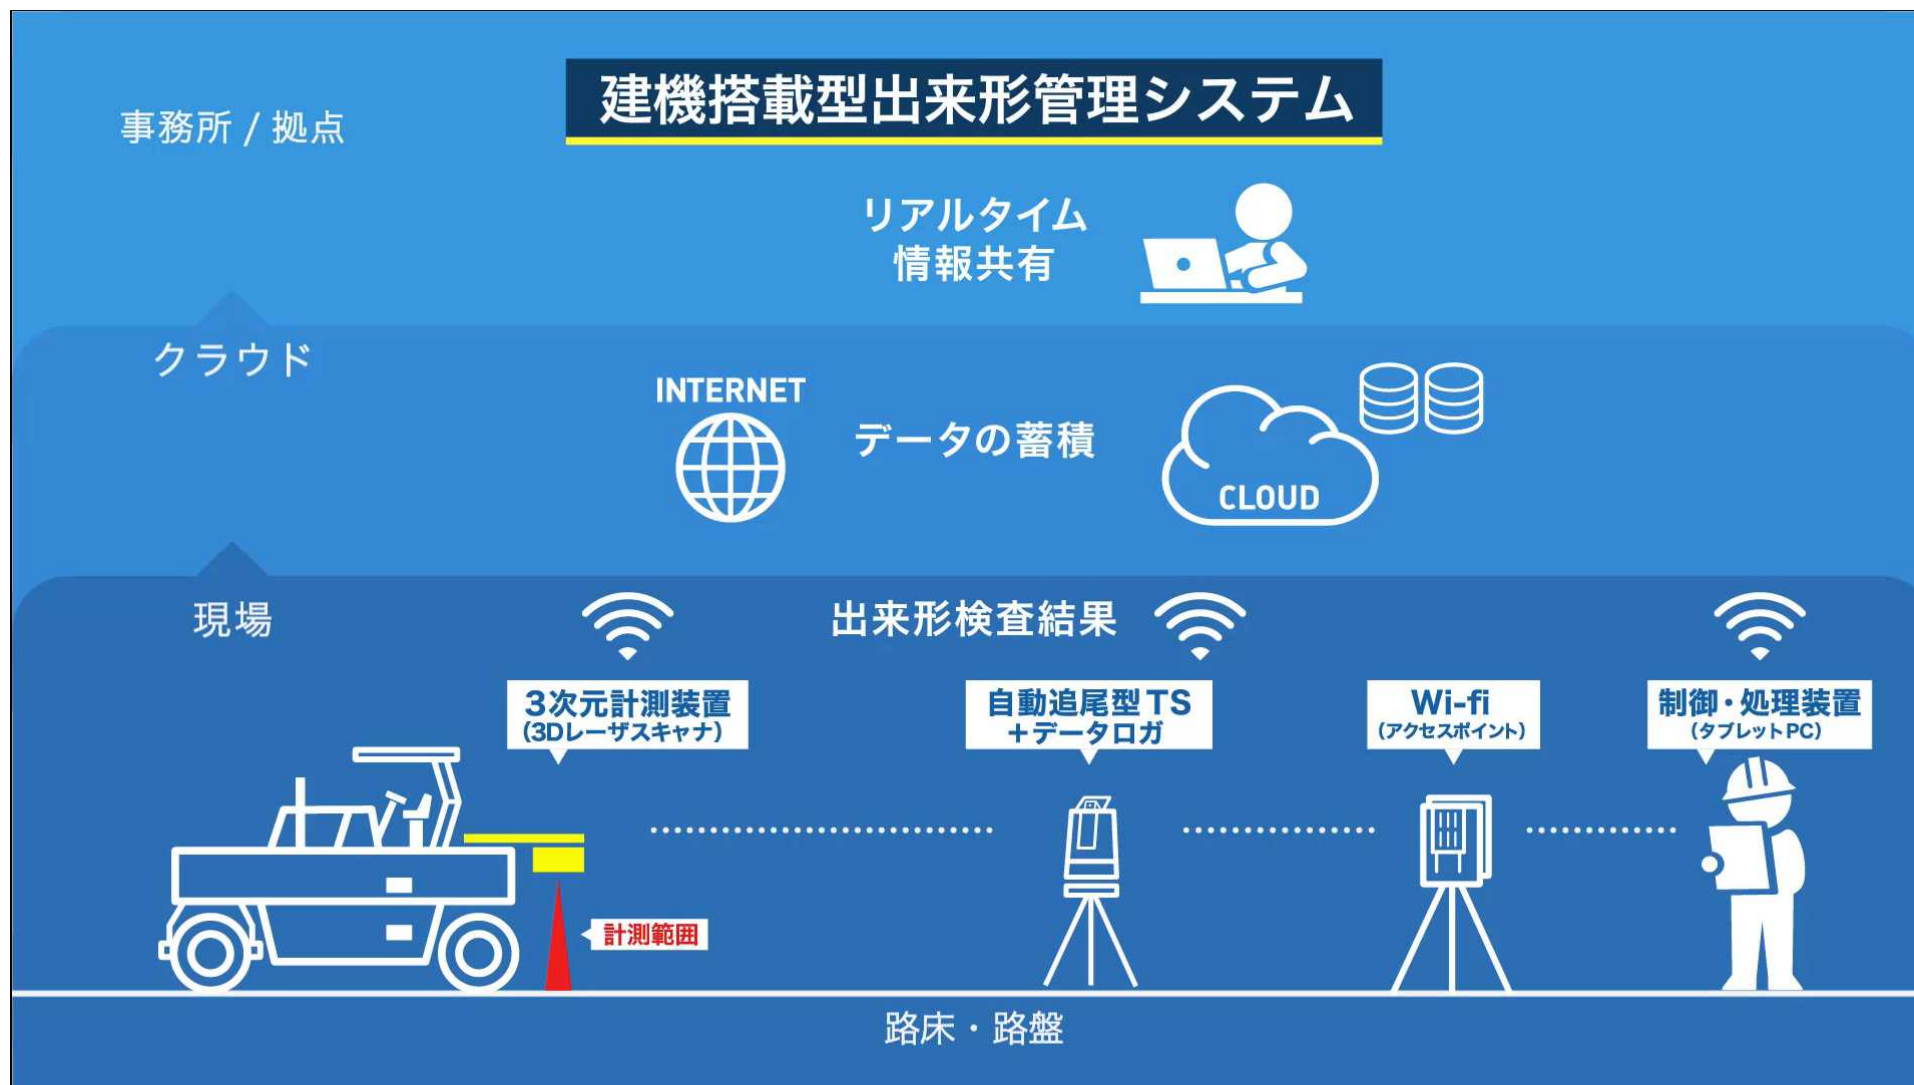 建機搭載型出来形管理システム
事務所 / 拠点
リアルタイム
情報共有
クラウド
INTERNET
データの蓄積
CLOUD
現場
出来形検査結果
3次元計測装置
(3Dレーザスキャナ)
自動追尾型TS
+データロガ
Wi-fi
(アクセスポイント)
制御・処理装置
(タブレットPC)
計測範囲
路床・路盤